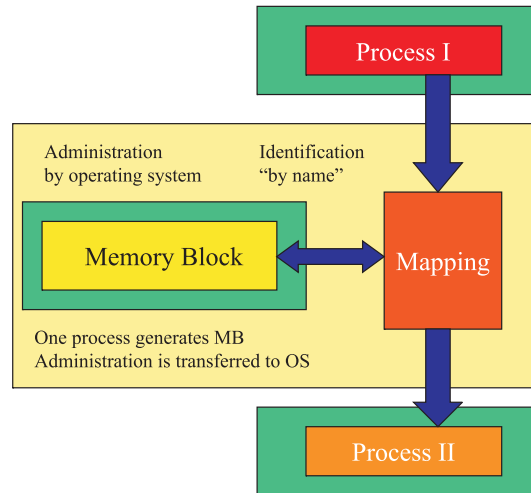 Process I
Administration
by operating system
Identification
“by name”
Memory Block
Mapping
One process generates MB
Administration is transferred to OS
Process II